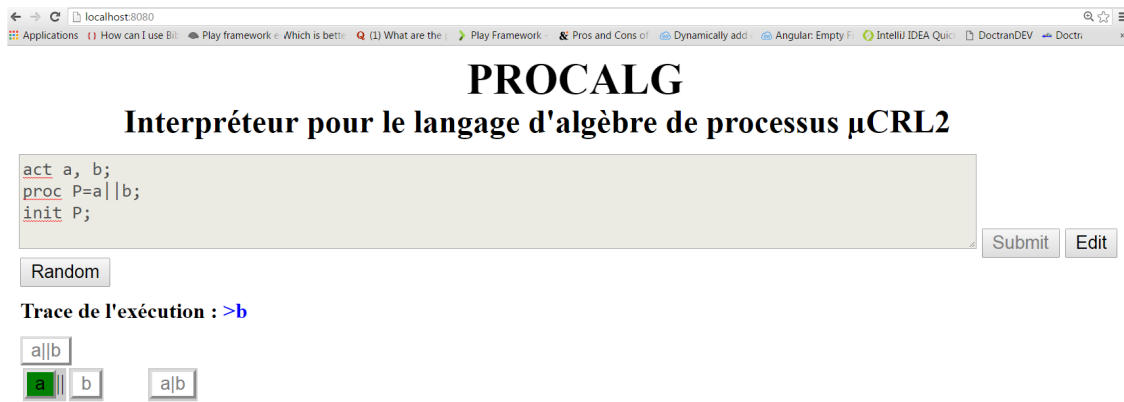 localhost:8080
Applications () How can I use Bi Play framework e Which is bette Q (1) What are the Play Framework - Pros and Cons of Dynamically add Angular: Empty F IntelliJ IDEA Quic DoctranDEV Doctra
PROCALG
Interpréteur pour le langage d'algèbre de processus µCRL2
act a, b;
proc P=a||b;
init P;
Submit Edit
Random
Trace de l'exécution : >b
a||b
a || b a|b